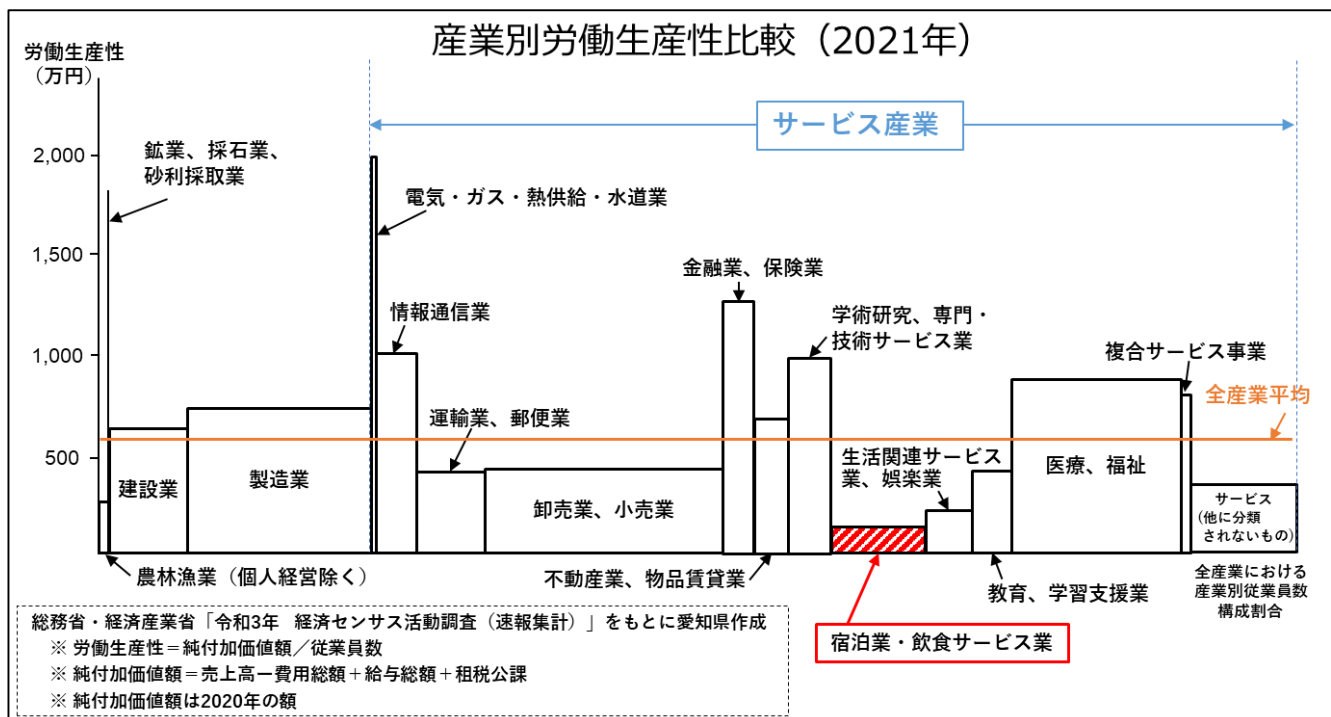 産業別労働生産性比較（2021年）
労働生産性
（万円）
サービス産業
2,000
1,500
1,000
500
鉱業、採石業、
砂利採取業
電気・ガス・熱供給・水道業
情報通信業
運輸業、郵便業
金融業、保険業
学術研究、専門・
技術サービス業
複合サービス事業
全産業平均
建設業
製造業
卸売業、小売業
生活関連サービス
業、娯楽業
医療、福祉
サービス
(他に分類
されないもの)
農林漁業（個人経営除く）
不動産業、物品賃貸業
教育、学習支援業
全産業における
産業別従業員数
構成割合
宿泊業・飲食サービス業
総務省・経済産業省「令和3年　経済センサス活動調査（速報集計）」をもとに愛知県作成
※ 労働生産性＝純付加価値額／従業員数
※ 純付加価値額＝売上高ー費用総額＋給与総額＋租税公課
※ 純付加価値額は2020年の額